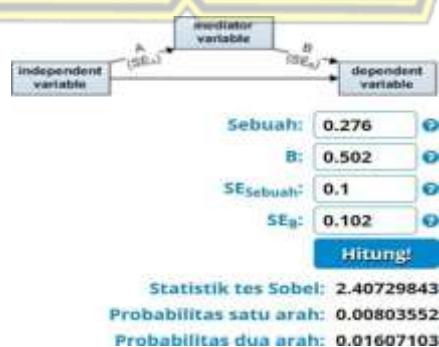 mediator
variable
A
(SEA)
B
(SEB)
independent
variable
dependent
variable
Sebuah: 0.276
B: 0.502
SESebuah: 0.1
SEB: 0.102
Hitung!
Statistik tes Sobel: 2.40729843
Probabilitas satu arah: 0.00803552
Probabilitas dua arah: 0.01607103